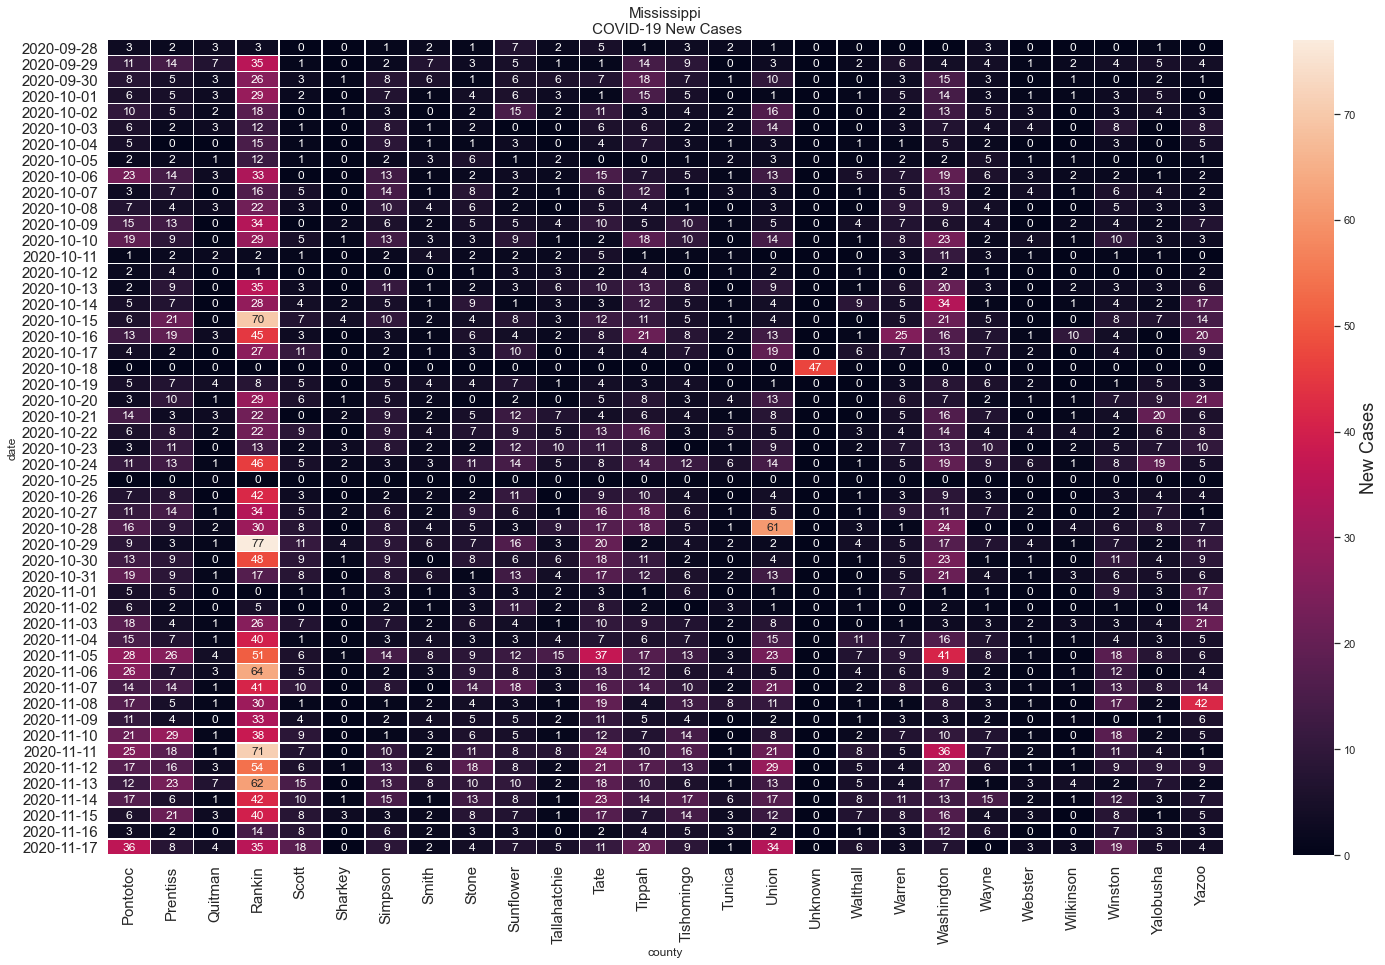 Mississippi
COVID-19 New Cases
2020-09-28 3 2 3 3 0 0 1 2 1 7 2 5 1 3 2 1 0 0 0 0 3 0 0 0 1 0
2020-09-29 11 14 7 35 1 0 2 7 3 5 1 1 14 9 0 3 0 2 6 4 4 1 2 4 5 4
2020-09-30 8 5 3 26 3 1 8 6 1 6 6 7 18 7 1 10 0 0 3 15 3 0 1 0 2 1
2020-10-01 6 5 3 29 2 0 7 1 4 6 3 1 15 5 0 1 0 1 5 14 3 1 1 3 5 0
2020-10-02 10 5 2 18 0 1 3 0 2 15 2 11 3 4 2 16 0 0 2 13 5 3 0 3 4 3
2020-10-03 6 2 3 12 1 0 8 1 2 0 0 6 6 2 2 14 0 0 3 7 4 4 0 8 0 8
2020-10-04 5 0 0 15 1 0 9 1 1 3 0 4 7 3 1 3 0 1 1 5 2 0 0 3 0 5
2020-10-05 2 2 1 12 1 0 2 3 6 1 2 0 0 1 2 3 0 0 2 2 5 1 1 0 0 1
2020-10-06 23 14 3 33 0 0 13 1 2 3 2 15 7 5 1 13 0 5 7 19 6 3 2 2 1 2
2020-10-07 3 7 0 16 5 0 14 1 8 2 1 6 12 1 3 3 0 1 5 13 2 4 1 6 4 2
2020-10-08 7 4 3 22 3 0 10 4 6 2 0 5 4 1 0 3 0 0 9 9 4 0 0 5 3 3
2020-10-09 15 13 0 34 0 2 6 2 5 5 4 10 5 10 1 5 0 4 7 6 4 0 2 4 2 7
2020-10-10 19 9 0 29 5 1 13 3 3 9 1 2 18 10 0 14 0 1 8 23 2 4 1 10 3 3
2020-10-11 1 2 2 2 1 0 2 4 2 2 2 5 1 1 1 0 0 0 3 11 3 1 0 1 1 0
2020-10-12 2 4 0 1 0 0 0 0 1 3 3 2 4 0 1 2 0 1 0 2 1 0 0 0 0 2
2020-10-13 2 9 0 35 3 0 11 1 2 3 6 10 13 8 0 9 0 1 6 20 3 0 2 3 3 6
2020-10-14 5 7 0 28 4 2 5 1 9 1 3 3 12 5 1 4 0 9 5 34 1 0 1 4 2 17
2020-10-15 6 21 0 70 7 4 10 2 4 8 3 12 11 5 1 4 0 0 5 21 5 0 0 8 7 14
2020-10-16 13 19 3 45 3 0 3 1 6 4 2 8 21 8 2 13 0 1 25 16 7 1 10 4 0 20
2020-10-17 4 2 0 27 11 0 2 1 3 10 0 4 4 7 0 19 0 6 7 13 7 2 0 4 0 9
2020-10-18 0 0 0 0 0 0 0 0 0 0 0 0 0 0 0 0 47 0 0 0 0 0 0 0 0 0
2020-10-19 5 7 4 8 5 0 5 4 4 7 1 4 3 4 0 1 0 0 3 8 6 2 0 1 5 3
2020-10-20 3 10 1 29 6 1 5 2 0 2 0 5 8 3 4 13 0 0 6 7 2 1 1 7 9 21
2020-10-21 14 3 3 22 0 2 9 2 5 12 7 4 6 4 1 8 0 0 5 16 7 0 1 4 20 6
2020-10-22 6 8 2 22 9 0 9 4 7 9 5 13 16 3 5 5 0 3 4 14 4 4 4 2 6 8
2020-10-23 3 11 0 13 2 3 8 2 2 12 10 11 8 0 1 9 0 2 7 13 10 0 2 5 7 10
2020-10-24 11 13 1 46 5 2 3 3 11 14 5 8 14 12 6 14 0 1 5 19 9 6 1 8 19 5
2020-10-25 0 0 0 0 0 0 0 0 0 0 0 0 0 0 0 0 0 0 0 0 0 0 0 0 0 0
2020-10-26 7 8 0 42 3 0 2 2 2 11 0 9 10 4 0 4 0 1 3 9 3 0 0 3 4 4
2020-10-27 11 14 1 34 5 2 6 2 9 6 1 16 18 6 1 5 0 1 9 11 7 2 0 2 7 1
2020-10-28 16 9 2 30 8 0 8 4 5 3 9 17 18 5 1 61 0 3 1 24 0 0 4 6 8 7
2020-10-29 9 3 1 77 11 4 9 6 7 16 3 20 2 4 2 2 0 4 5 17 7 4 1 7 2 11
2020-10-30 13 9 0 48 9 1 9 0 8 6 6 18 11 2 0 4 0 1 5 23 1 1 0 11 4 9
2020-10-31 19 9 1 17 8 0 8 6 1 13 4 17 12 6 2 13 0 0 5 21 4 1 3 6 5 6
2020-11-01 5 5 0 0 1 1 3 1 3 3 2 3 1 6 0 1 0 1 7 1 1 0 0 9 3 17
2020-11-02 6 2 0 5 0 0 2 1 3 11 2 8 2 0 3 1 0 1 0 2 1 0 0 1 0 14
2020-11-03 18 4 1 26 7 0 7 2 6 4 1 10 9 7 2 8 0 0 1 3 3 2 3 3 4 21
2020-11-04 15 7 1 40 1 0 3 4 3 3 4 7 6 7 0 15 0 11 7 16 7 1 1 4 3 5
2020-11-05 28 26 4 51 6 1 14 8 9 12 15 37 17 13 3 23 0 7 9 41 8 1 0 18 8 6
2020-11-06 26 7 3 64 5 0 2 3 9 8 3 13 12 6 4 5 0 4 6 9 2 0 1 12 0 4
2020-11-07 14 14 1 41 10 0 8 0 14 18 3 16 14 10 2 21 0 2 8 6 3 1 1 13 8 14
2020-11-08 17 5 1 30 1 0 1 2 4 3 1 19 4 13 8 11 0 1 1 8 3 1 0 17 2 42
2020-11-09 11 4 0 33 4 0 2 4 5 5 2 11 5 4 0 2 0 1 3 3 2 0 1 0 1 6
2020-11-10 21 29 1 38 9 0 1 3 6 5 1 12 7 14 0 8 0 2 7 10 7 1 0 18 2 5
2020-11-11 25 18 1 71 7 0 10 2 11 8 8 24 10 16 1 21 0 8 5 36 7 2 1 11 4 1
2020-11-12 17 16 3 54 6 1 13 6 18 8 2 21 17 13 1 29 0 5 4 20 6 1 1 9 9 9
2020-11-13 12 23 7 62 15 0 13 8 10 10 2 18 10 6 1 13 0 5 4 17 1 3 4 2 7 2
2020-11-14 17 6 1 42 10 1 15 1 13 8 1 23 14 17 6 17 0 8 11 13 15 2 1 12 3 7
2020-11-15 6 21 3 40 8 3 3 2 8 7 1 17 7 14 3 12 0 7 8 16 4 3 0 8 1 5
2020-11-16 3 2 0 14 8 0 6 2 3 3 0 2 4 5 3 2 0 0 3 12 6 0 0 7 3 3
2020-11-17 36 8 4 35 18 0 9 2 4 7 5 11 20 9 1 34 0 6 3 7 0 3 3 19 5 4
Pontotoc Prentiss Quitman Rankin Scott Sharkey Simpson Smith Stone Sunflower Tallahatchie Tate Tippah Tishomingo Tunica Union Unknown Walthall Warren Washington Wayne Webster Wilkinson Winston Yalobusha Yazoo
county
date
70
60
50
40
30
20
10
0
New Cases